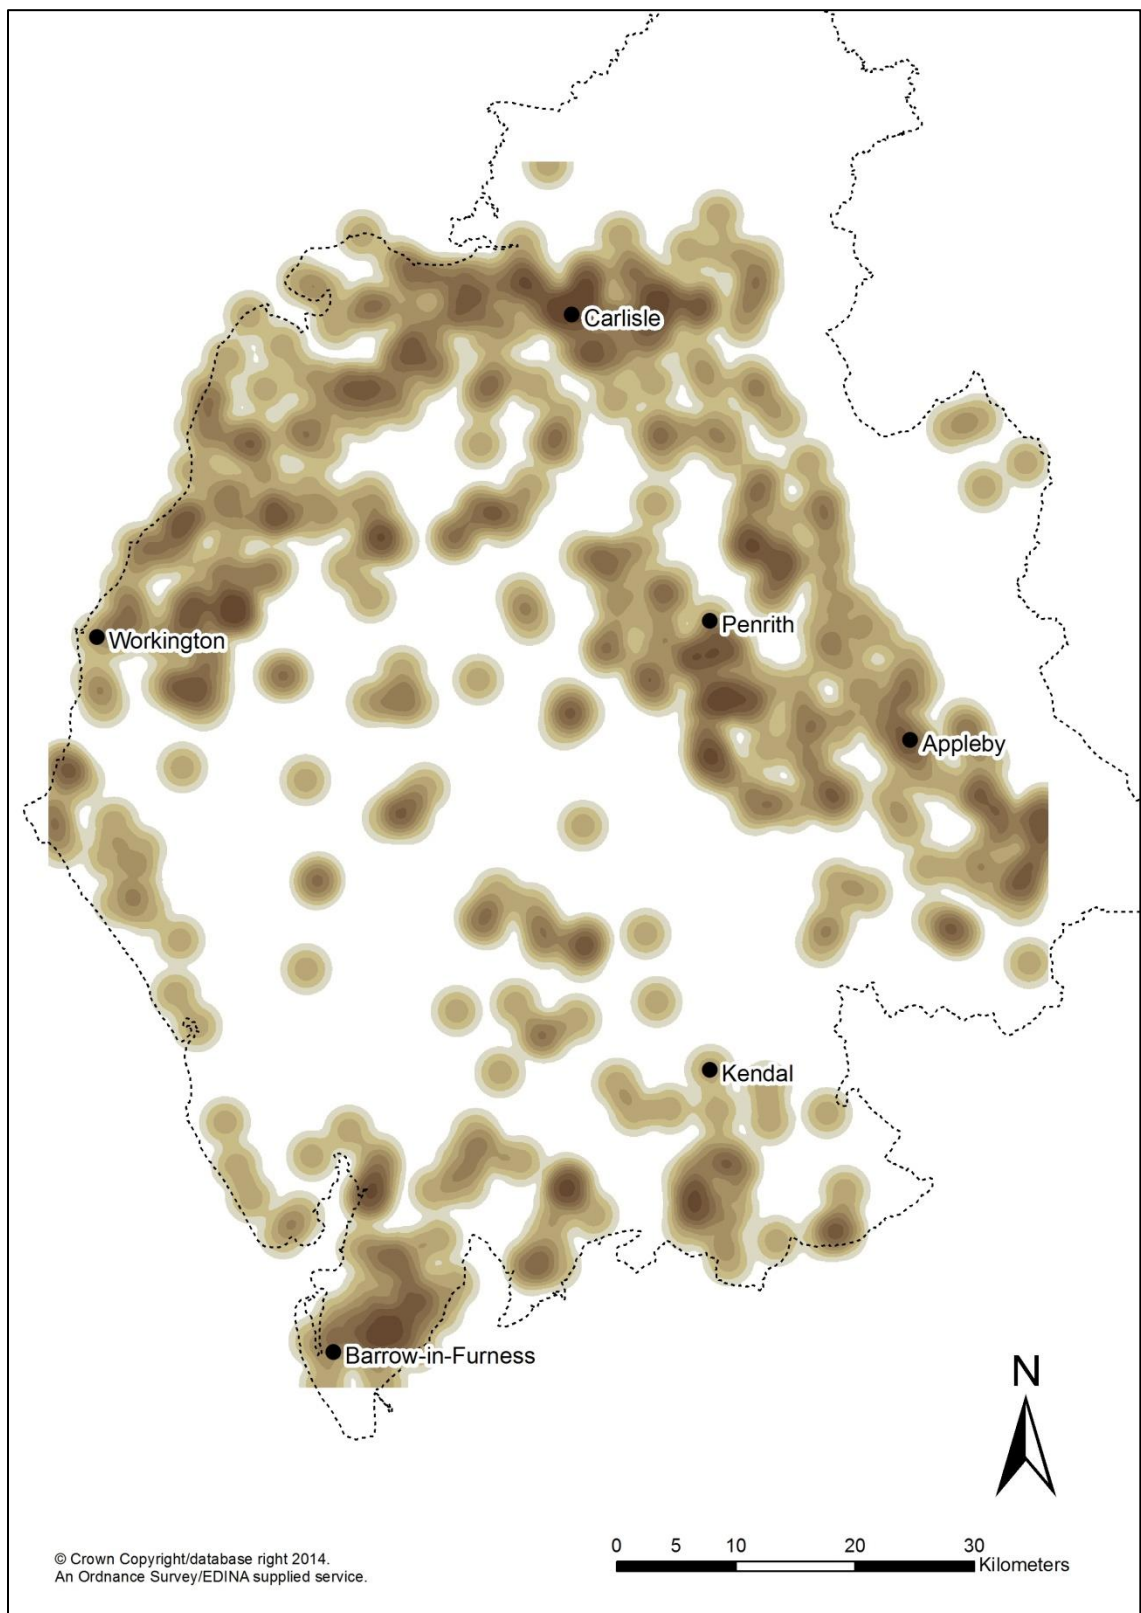 Carlisle
Workington
Penrith
Appleby
Kendal
Barrow-in-Furness
N
0 5 10 20 30
Kilometers
© Crown Copyright/database right 2014.
An Ordnance Survey/EDINA supplied service.